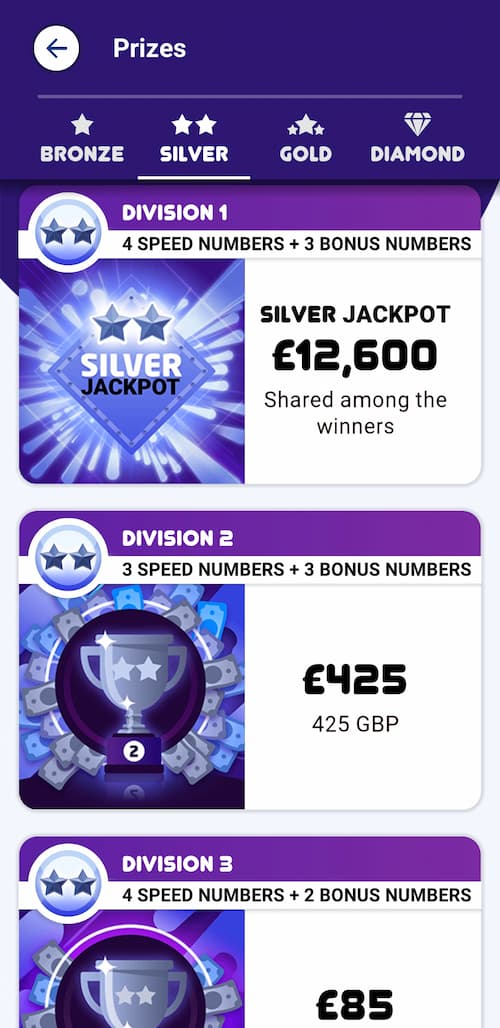 Prizes
BRONZE SILVER GOLD DIAMOND
DIVISION 1
4 SPEED NUMBERS + 3 BONUS NUMBERS
SILVER
JACKPOT
SILVER JACKPOT
£12,600
Shared among the
winners
DIVISION 2
3 SPEED NUMBERS + 3 BONUS NUMBERS
2
£425
425 GBP
DIVISION 3
4 SPEED NUMBERS + 2 BONUS NUMBERS
£85